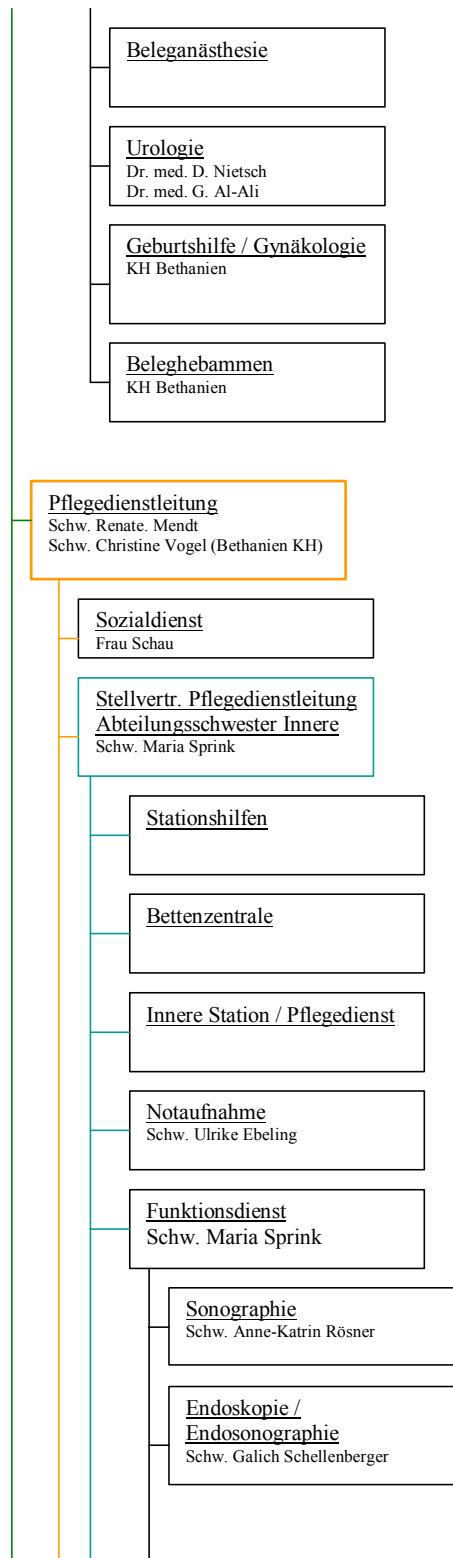 Beleganästhesie
Urologie
Dr. med. D. Nietsch
Dr. med. G. Al-Ali
Geburtshilfe / Gynäkologie
KH Bethanien
Beleghebammen
KH Bethanien
Pflegedienstleitung
Schw. Renate. Mendt
Schw. Christine Vogel (Bethanien KH)
Sozialdienst
Frau Schau
Stellvertr. Pflegedienstleitung
Abteilungsschwester Innere
Schw. Maria Sprink
Stationshilfen
Bettenzentrale
Innere Station / Pflegedienst
Notaufnahme
Schw. Ulrike Ebeling
Funktionsdienst
Schw. Maria Sprink
Sonographie
Schw. Anne-Katrin Rösner
Endoskopie /
Endosonographie
Schw. Galich Schellenberger